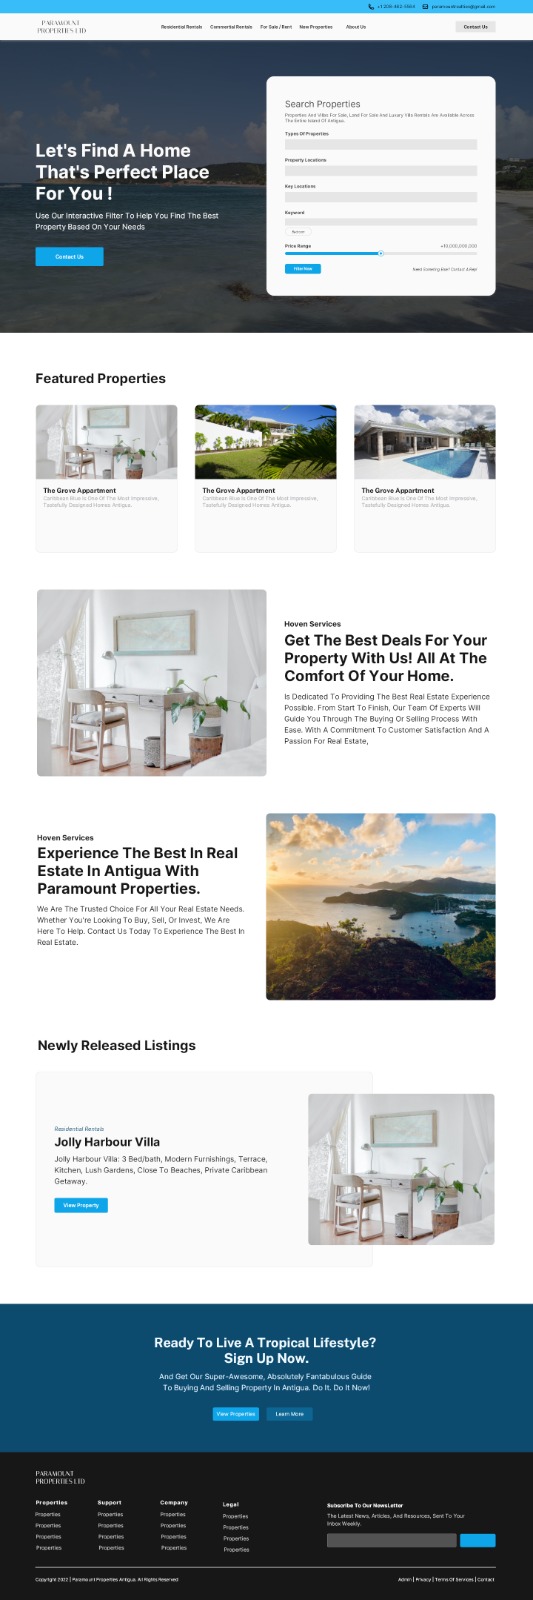 +1 205-462-6554 paramountadriau@gmail.com
PARAMOUNT
PROPERTIES LTD
Residential Rentals Commercial Rentals For Sale / Rent New Properties About Us Contact Us
Let's Find A Home
That's Perfect Place
For You !
Use Our Interactive Filter To Help You Find The Best
Property Based On Your Needs
Contact Us
Search Properties
Properties And Villas For Sale, Land For Sale And Luxury Villa Rentals Are Available Across
The Entire Island Of Antigua.
Types Of Properties
Property Locations
Key Locations
Keyword
Price Range
Filter Now
Need Something Else? Contact A Rep!
Featured Properties
The Grove Appartment
Caribbean Blue Is One Of The Most Impressive,
Tastefully Designed Homes Antigua.
The Grove Appartment
Caribbean Blue Is One Of The Most Impressive,
Tastefully Designed Homes Antigua.
The Grove Appartment
Caribbean Blue Is One Of The Most Impressive,
Tastefully Designed Homes Antigua.
Hoven Services
Get The Best Deals For Your
Property With Us! All At The
Comfort Of Your Home.
Is Dedicated To Providing The Best Real Estate Experience
Possible. From Start To Finish, Our Team Of Experts Will
Guide You Through The Buying Or Selling Process With
Ease. With A Commitment To Customer Satisfaction And A
Passion For Real Estate,
Hoven Services
Experience The Best In Real
Estate In Antigua With
Paramount Properties.
We Are The Trusted Choice For All Your Real Estate Needs.
Whether You're Looking To Buy, Sell, Or Invest, We Are
Here To Help. Contact Us Today To Experience The Best In
Real Estate.
Newly Released Listings
Residential Rentals
Jolly Harbour Villa
Jolly Harbour Villa: 3 Bed/bath, Modern Furnishings, Terrace,
Kitchen, Lush Gardens, Close To Beaches, Private Caribbean
Getaway.
View Property
Ready To Live A Tropical Lifestyle?
Sign Up Now.
And Get Our Super-Awesome, Absolutely Fantabulous Guide
To Buying And Selling Property In Antigua. Do It. Do It Now!
View Properties Learn More
PARAMOUNT
PROPERTIES LTD
Properties
Properties
Properties
Properties
Properties
Support
Properties
Properties
Properties
Properties
Company
Properties
Properties
Properties
Properties
Legal
Properties
Properties
Properties
Properties
Subscribe To Our NewsLetter
The Latest News, Articles, And Resources, Sent To Your
Inbox Weekly.
Copyright 2022 | Paramount Properties Antigua. All Rights Reserved
Admin | Privacy | Terms Of Services | Contact